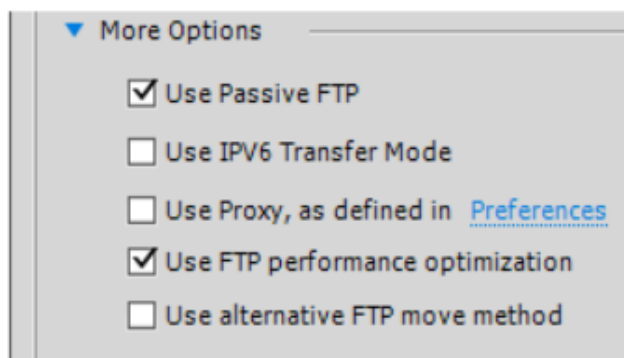 More Options
Use Passive FTP
Use IPV6 Transfer Mode
Use Proxy, as defined in Preferences
Use FTP performance optimization
Use alternative FTP move method